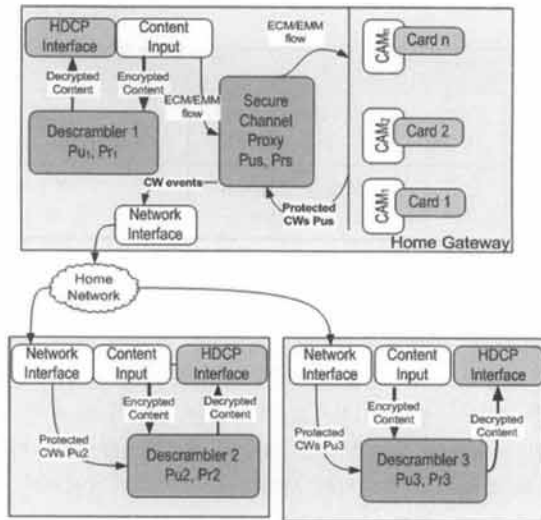 HDCP
Interface
Content
Input
ECM/EMM
flow
CAMn
Card n
Decrypted
Content
Encrypted
Content
ECM/EMM
flow
Secure
Channel
Proxy
Pus, Prs
Descrambler 1
Pu1, Pr1
CAM2
Card 2
CW events
Protected
CWs Pus
CAM1
Card 1
Network
Interface
Home Gateway
Home
Network
Network
Interface
Content
Input
HDCP
Interface
Encrypted
Content
Decrypted
Content
Protected
CWs Pu2
Descrambler 2
Pu2, Pr2
Network
Interface
Content
Input
HDCP
Interface
Encrypted
Content
Decrypted
Content
Protected
CWs Pu3
Descrambler 3
Pu3, Pr3